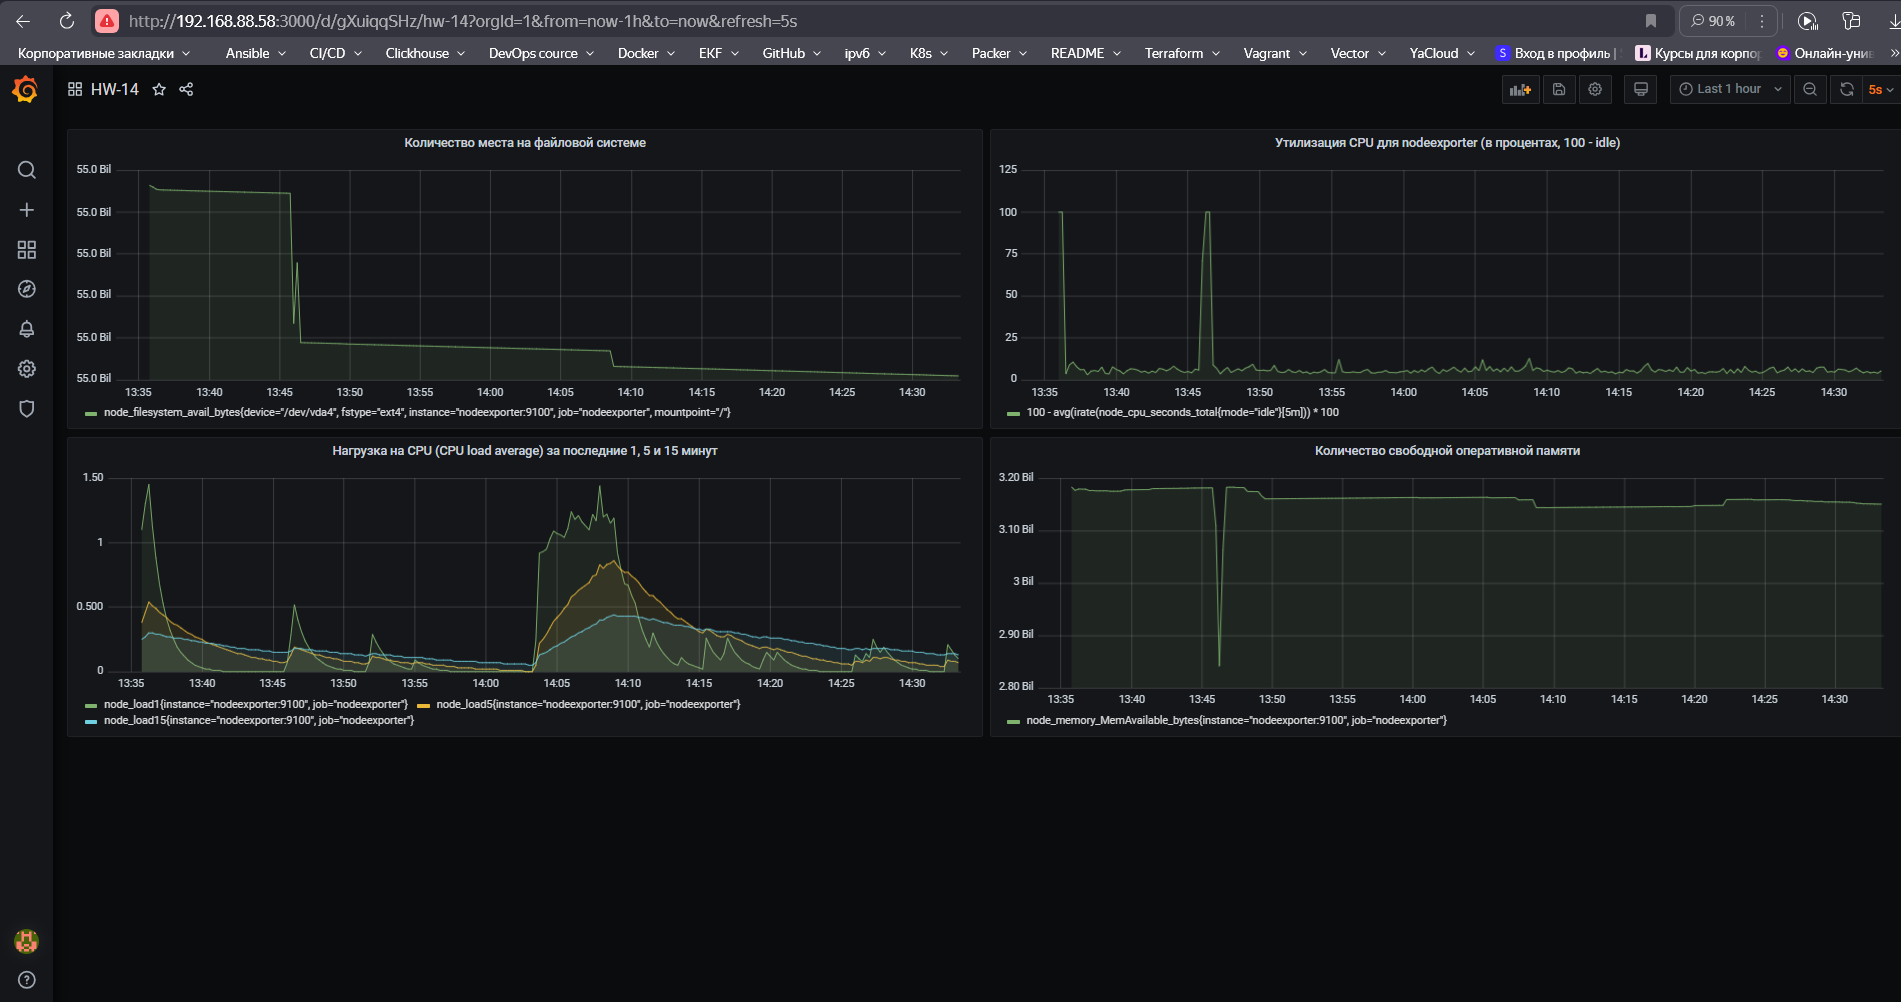 http://192.168.88.58:3000/d/gXuiqqSHz/hw-14?orgId=1&from=now-1h&to=now&refresh=5s
90 %
Корпоративные закладки Ansible CI/CD Clickhouse DevOps cource Docker EKF GitHub ipv6 K8s Packer README Terraform Vagrant Vector YaCloud S Вход в профиль | L Курсы для корпо Онлайн-уни »
HW-14
Last 1 hour
5s
Количество места на файловой системе
55.0 Bil
55.0 Bil
55.0 Bil
55.0 Bil
55.0 Bil
55.0 Bil
13:35 13:40 13:45 13:50 13:55 14:00 14:05 14:10 14:15 14:20 14:25 14:30
node_filesystem_avail_bytes{device="/dev/vda4", fstype="ext4", instance="nodeexporter:9100", job="nodeexporter", mountpoint="/"}
Утилизация CPU для nodeexporter (в процентах, 100 - idle)
125
100
75
50
25
0
13:35 13:40 13:45 13:50 13:55 14:00 14:05 14:10 14:15 14:20 14:25 14:30
100 - avg(irate(node_cpu_seconds_total{mode="idle"}[5m])) * 100
Нагрузка на CPU (CPU load average) за последние 1, 5 и 15 минут
1.50
1
0.500
0
13:35 13:40 13:45 13:50 13:55 14:00 14:05 14:10 14:15 14:20 14:25 14:30
node_load1{instance="nodeexporter:9100", job="nodeexporter"} node_load5{instance="nodeexporter:9100", job="nodeexporter"}
node_load15{instance="nodeexporter:9100", job="nodeexporter"}
Количество свободной оперативной памяти
3.20 Bil
3.10 Bil
3 Bil
2.90 Bil
2.80 Bil
13:35 13:40 13:45 13:50 13:55 14:00 14:05 14:10 14:15 14:20 14:25 14:30
node_memory_MemAvailable_bytes{instance="nodeexporter:9100", job="nodeexporter"}